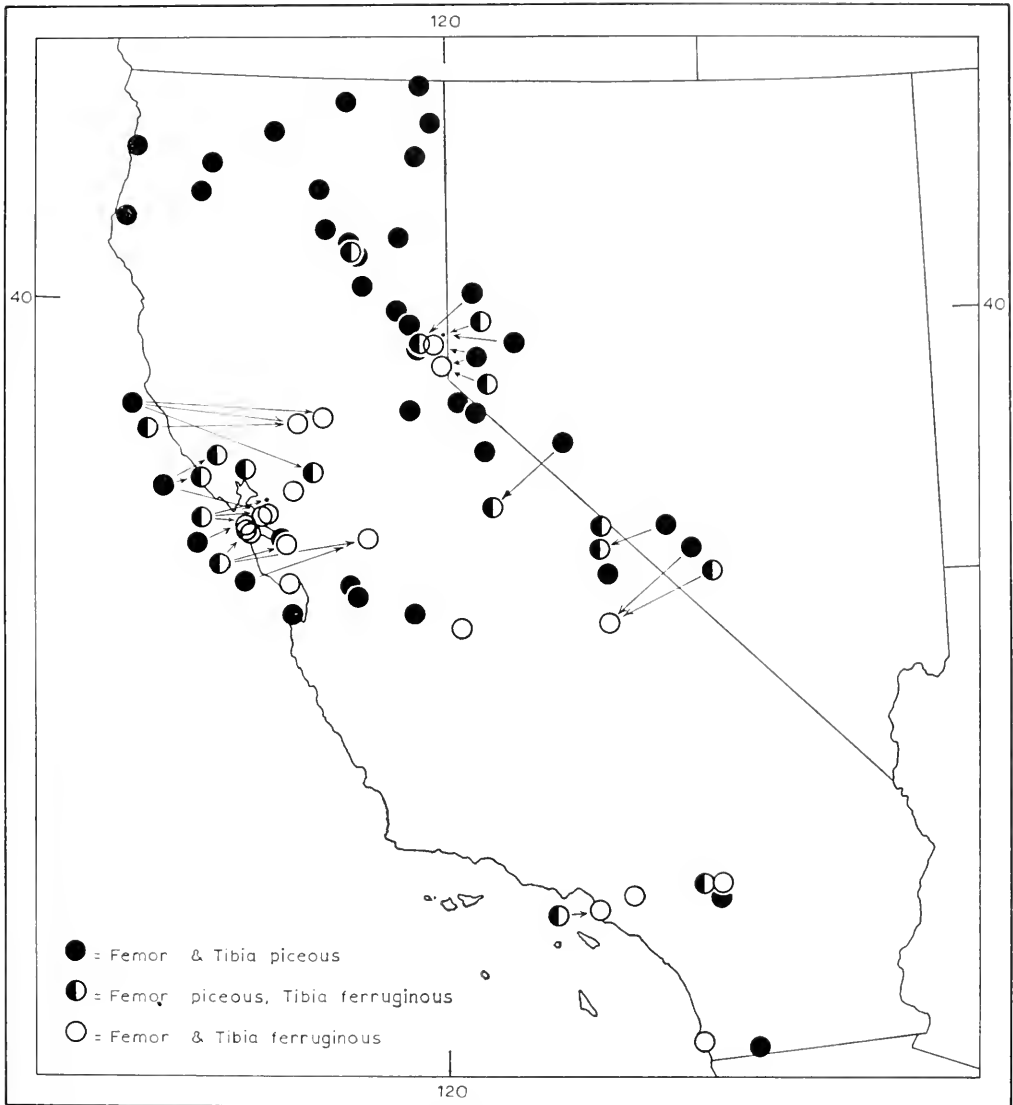 120
40
40
= Femor & Tibia piceous
= Femor piceous, Tibia ferruginous
= Femor & Tibia ferruginous
120